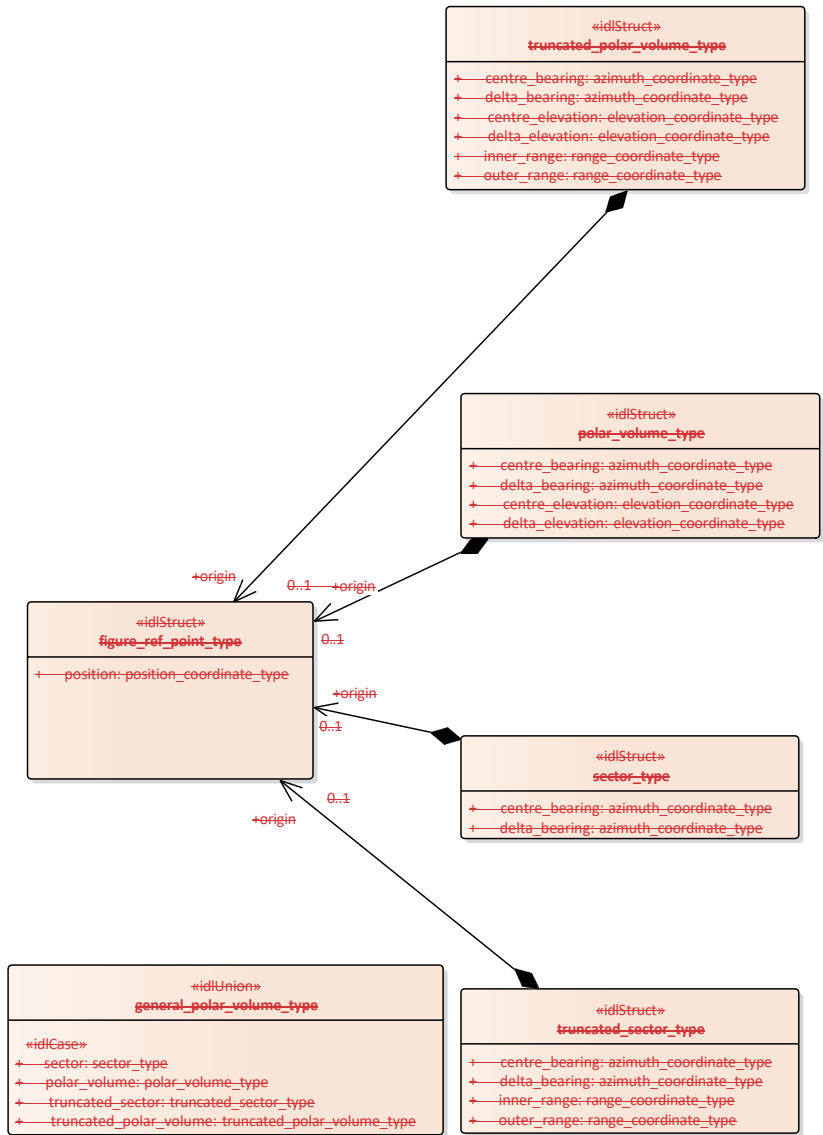 «idlStruct»
truncated_polar_volume_type
+ centre_bearing: azimuth_coordinate_type
+ delta_bearing: azimuth_coordinate_type
+ centre_elevation: elevation_coordinate_type
+ delta_elevation: elevation_coordinate_type
+ inner_range: range_coordinate_type
+ outer_range: range_coordinate_type
«idlStruct»
polar_volume_type
+ centre_bearing: azimuth_coordinate_type
+ delta_bearing: azimuth_coordinate_type
+ centre_elevation: elevation_coordinate_type
+ delta_elevation: elevation_coordinate_type
+origin
0..1 +origin
0..1
«idlStruct»
figure_ref_point_type
+ position: position_coordinate_type
+origin
0..1
«idlStruct»
sector_type
+ centre_bearing: azimuth_coordinate_type
+ delta_bearing: azimuth_coordinate_type
0..1
+origin
«idlUnion»
general_polar_volume_type
«idlCase»
+ sector: sector_type
+ polar_volume: polar_volume_type
+ truncated_sector: truncated_sector_type
+ truncated_polar_volume: truncated_polar_volume_type
«idlStruct»
truncated_sector_type
+ centre_bearing: azimuth_coordinate_type
+ delta_bearing: azimuth_coordinate_type
+ inner_range: range_coordinate_type
+ outer_range: range_coordinate_type